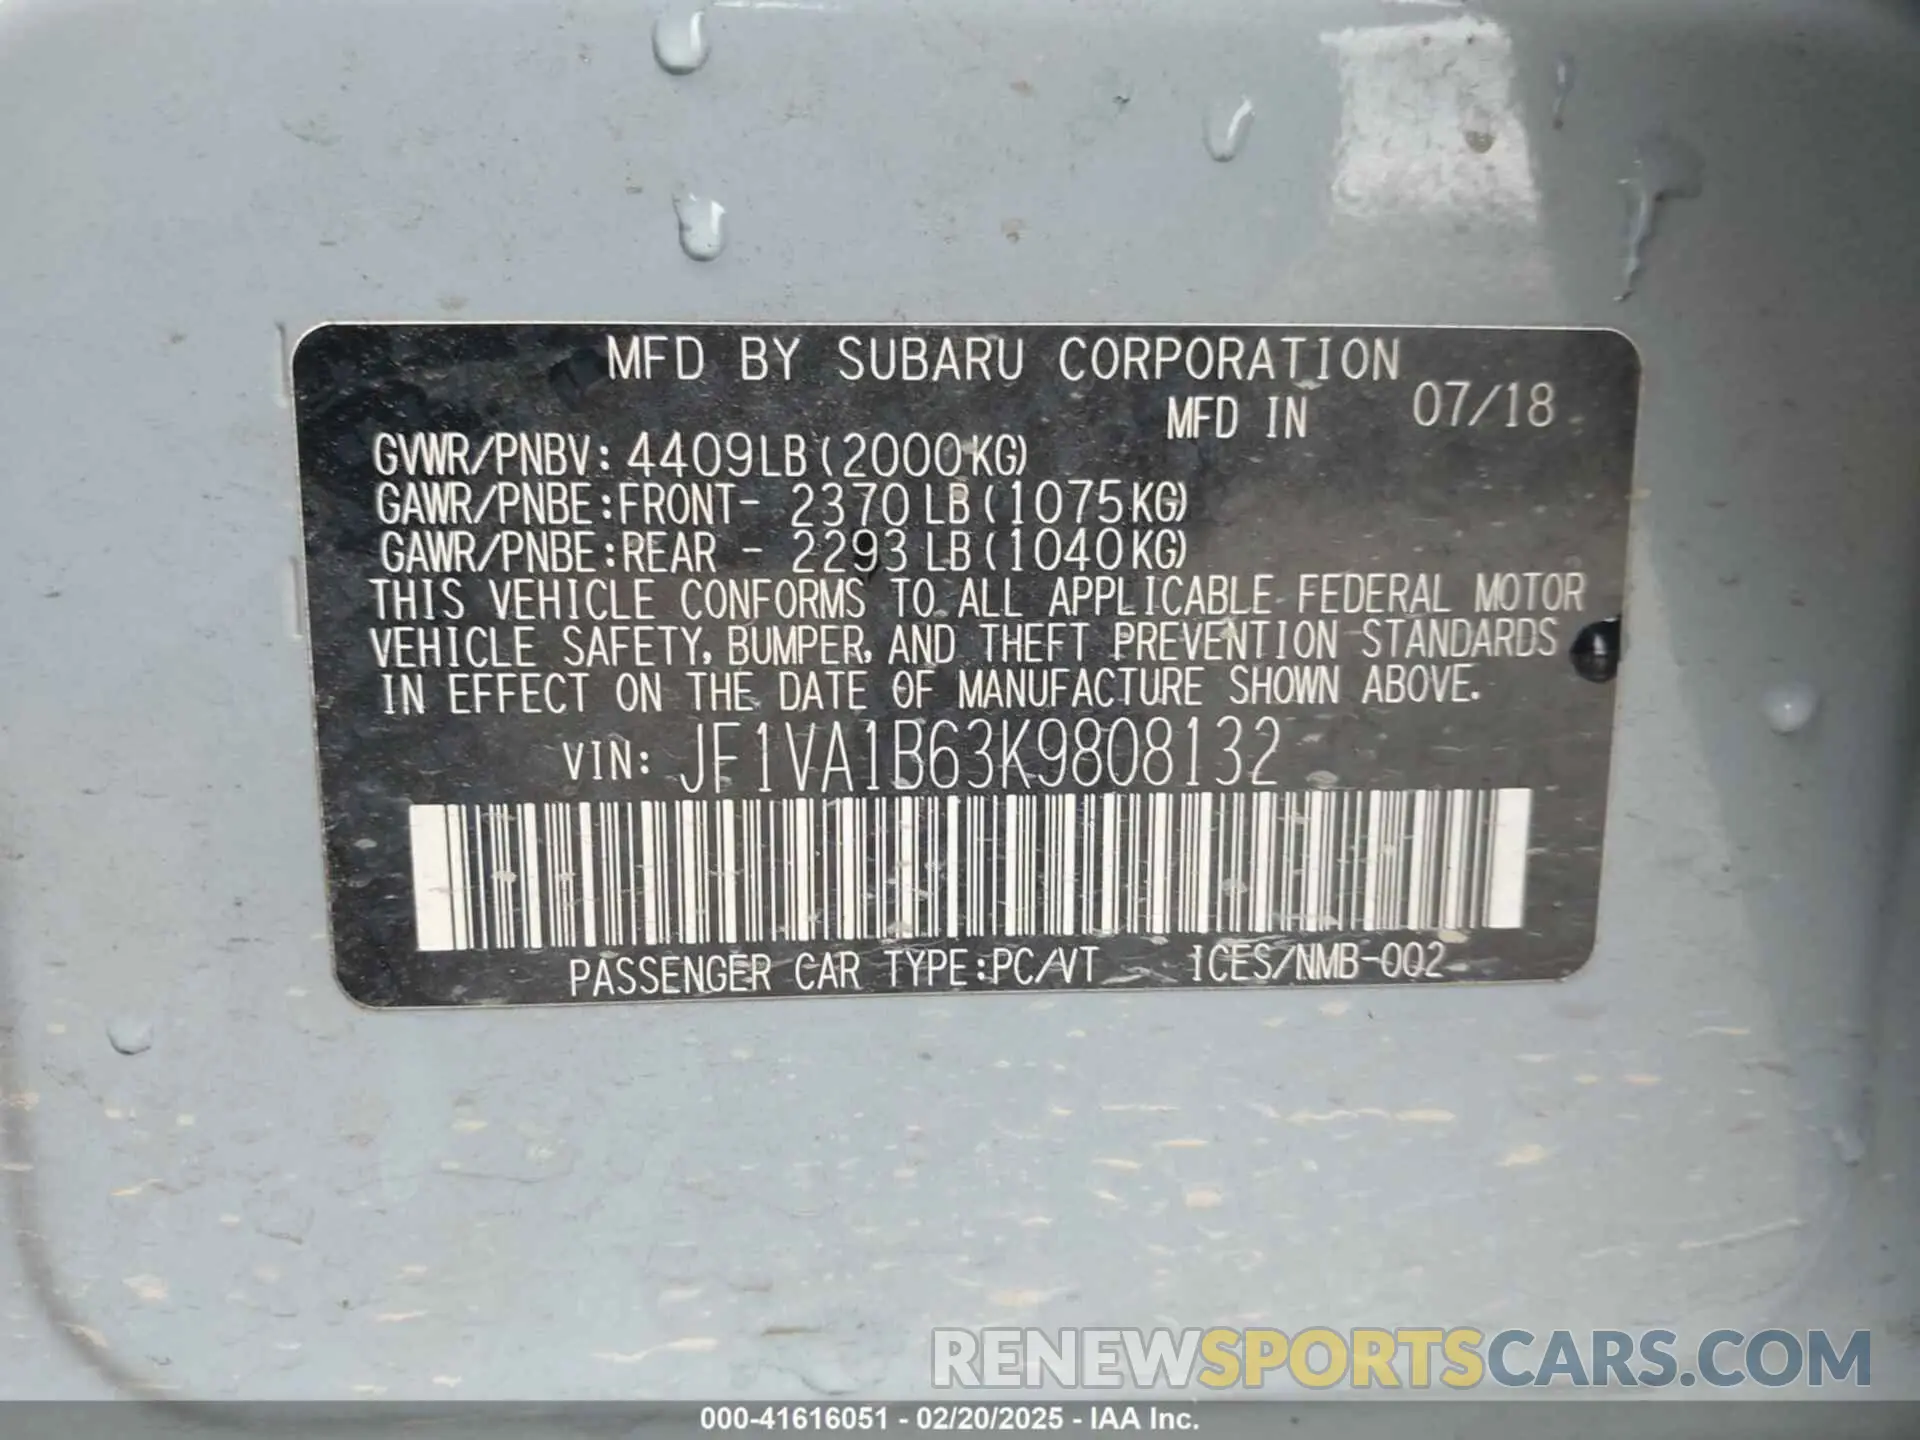 MFD BY SUBARU CORPORATION
MFD IN 07/18
GVWR/PNBV: 4409LB (2000KG)
GAWR/PNBE:FRONT- 2370LB (1075KG)
GAWR/PNBE:REAR - 2293LB (1040KG)
THIS VEHICLE CONFORMS TO ALL APPLICABLE FEDERAL MOTOR
VEHICLE SAFETY, BUMPER, AND THEFT PREVENTION STANDARDS
IN EFFECT ON THE DATE OF MANUFACTURE SHOWN ABOVE.
VIN: JF1VA1B63K9808132
PASSENGER CAR TYPE:PC/VT ICES/NMB-002
RENEWSPORTSCARS.COM
000-41616051 - 02/20/2025 - IAA Inc.